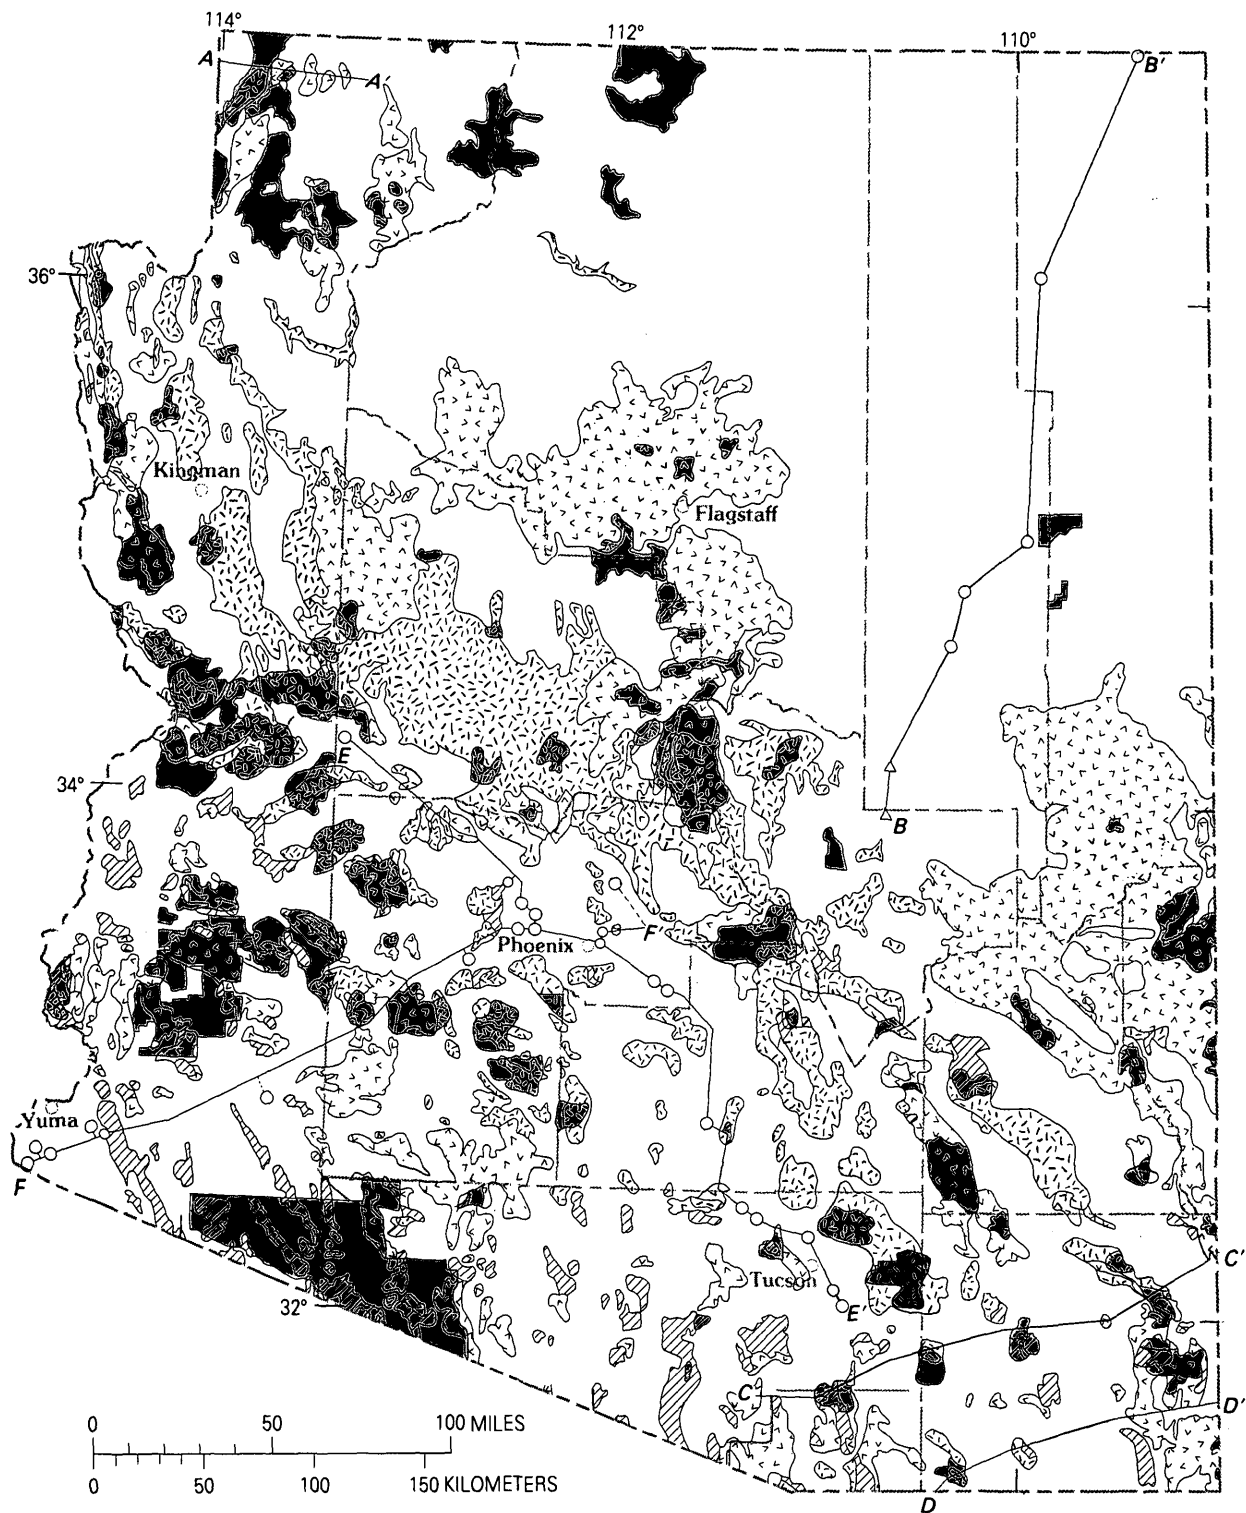 114°
112°
110°
A
A'
B'
36°
Kingman
Flagstaff
E
34°
B
F'
Phoenix
Yuma
F
C'
Tucson
32°
E'
C
D'
0 50 100 MILES
0 50 100 150 KILOMETERS
D